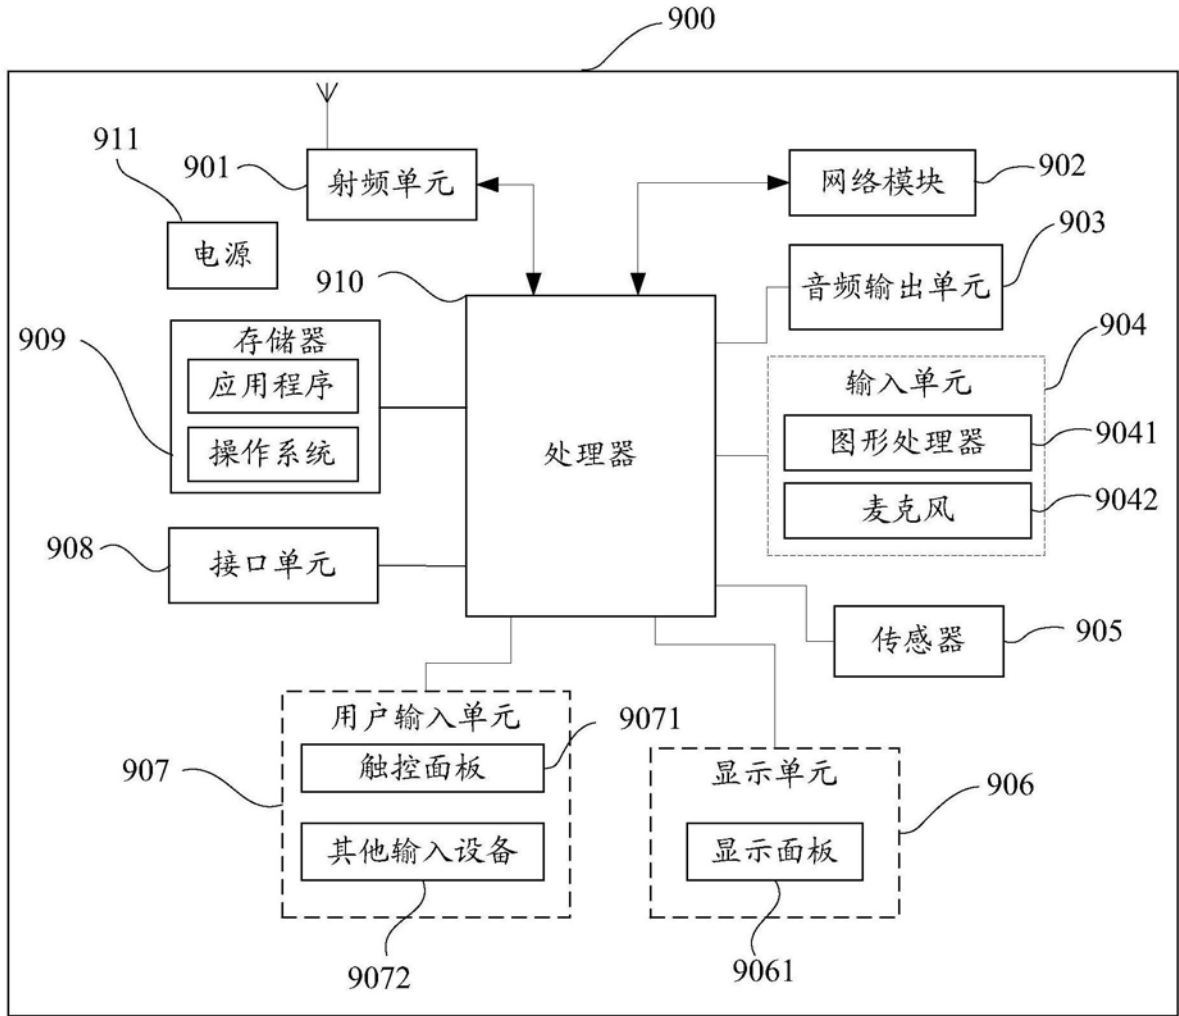 900
911
901
射频单元
网络模块
902
电源
910
音频输出单元
903
909
存储器
应用程序
操作系统
处理器
904
输入单元
图形处理器
9041
麦克风
9042
908
接口单元
传感器
905
907
用户输入单元
触控面板
9071
其他输入设备
9072
显示单元
906
显示面板
9061